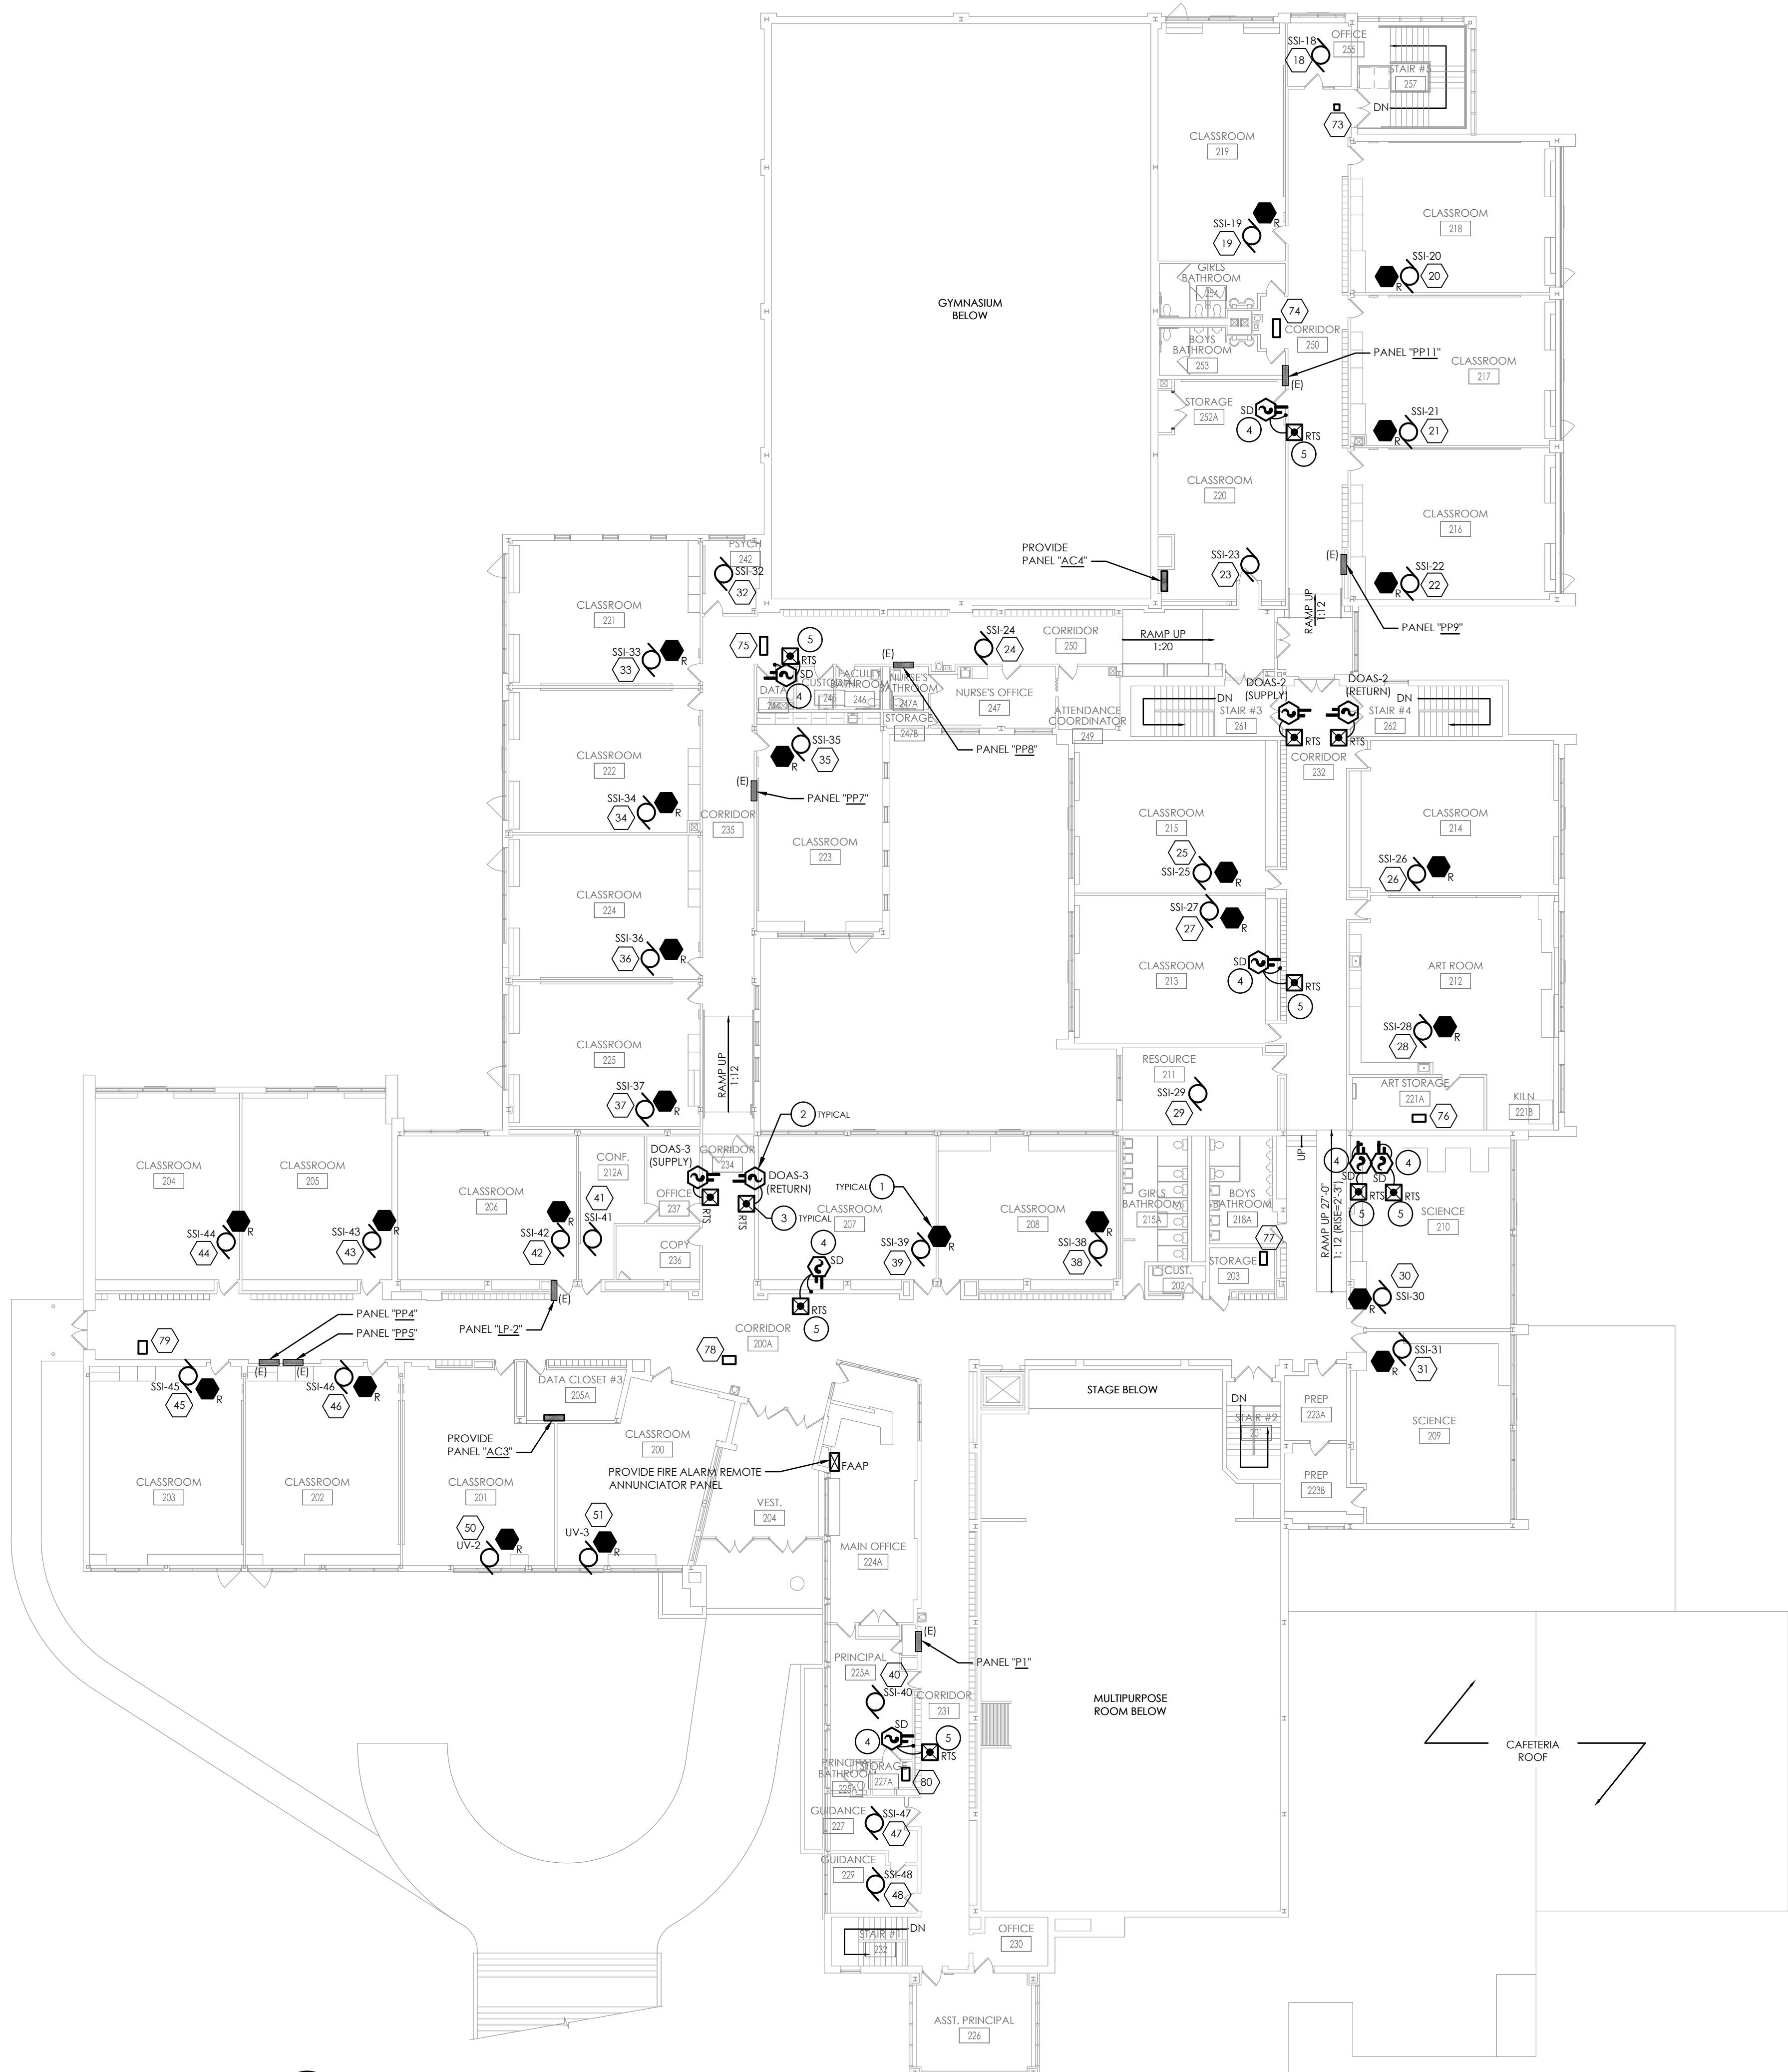 SSI-18
18
OFFICE
255
STAIR #5
257
DN
73
CLASSROOM
219
SSI-19
19
R
CLASSROOM
218
SSI-20
20
R
GIRLS
BATHROOM
254
74
CORRIDOR
250
BOYS
BATHROOM
253
GYMNASIUM
BELOW
PANEL "PP11"
(E)
CLASSROOM
217
SSI-21
21
R
STORAGE
252A
SD
4
RTS
5
CLASSROOM
220
CLASSROOM
216
PROVIDE
PANEL "AC4"
SSI-23
23
(E)
SSI-22
22
R
PANEL "PP9"
RAMP UP
1:12
PSYCH
242
SSI-32
32
CLASSROOM
221
SSI-33
33
R
75
5
RTS
SD
4
DATA
244
CUSTODIAL
245
FACULTY
BATHROOM
246
(E)
NURSE'S
BATHROOM
247A
SSI-24
24
CORRIDOR
250
RAMP UP
1:20
NURSE'S OFFICE
247
STORAGE
247B
PANEL "PP8"
ATTENDANCE
COORDINATOR
249
DN
STAIR #3
261
DOAS-2
(SUPPLY)
DOAS-2
(RETURN)
DN
STAIR #4
262
RTS
RTS
CORRIDOR
232
CLASSROOM
222
SSI-34
34
R
SSI-35
35
R
(E)
PANEL "PP7"
CORRIDOR
235
CLASSROOM
223
CLASSROOM
215
25
SSI-25
R
CLASSROOM
214
SSI-26
26
R
CLASSROOM
224
SSI-36
36
R
SSI-27
27
R
CLASSROOM
213
SD
4
RTS
5
ART ROOM
212
SSI-28
28
R
CLASSROOM
225
SSI-37
37
R
RAMP UP
1:12
RESOURCE
211
SSI-29
29
ART STORAGE
221A
76
KILN
221B
2
TYPICAL
CLASSROOM
204
SSI-44
44
R
CLASSROOM
205
SSI-43
43
R
CLASSROOM
206
SSI-42
42
R
CONF.
212A
41
SSI-41
DOAS-3
(SUPPLY)
CORRIDOR
234
DOAS-3
(RETURN)
OFFICE
237
RTS
RTS
3
TYPICAL
COPY
236
TYPICAL
1
CLASSROOM
207
4
SD
RTS
5
SSI-39
39
R
CLASSROOM
208
SSI-38
38
R
GIRLS
BATHROOM
215A
BOYS
BATHROOM
218A
77
STORAGE
203
CUST.
202
UP
RAMP UP 27'-0"
1: 12 (RISE=2'-3")
4
SD
SD
4
RTS
RTS
5
5
SCIENCE
210
30
SSI-30
R
79
PANEL "PP4"
PANEL "PP5"
(E)
(E)
PANEL "LP-2"
(E)
78
CORRIDOR
200A
SSI-45
45
R
SSI-46
46
R
DATA CLOSET #3
205A
PROVIDE
PANEL "AC3"
CLASSROOM
200
SSI-31
31
R
STAGE BELOW
DN
STAIR #2
201
PREP
223A
SCIENCE
209
PREP
223B
CLASSROOM
203
CLASSROOM
202
CLASSROOM
201
PROVIDE FIRE ALARM REMOTE
ANNUNCIATOR PANEL
FAAP
VEST.
204
50
UV-2
R
51
UV-3
R
MAIN OFFICE
224A
(E)
PANEL "P1"
PRINCIPAL
225A
40
SSI-40
CORRIDOR
231
SD
4
5
RTS
PRINCIPAL
BATHROOM
225A
STORAGE
227A
80
MULTIPURPOSE
ROOM BELOW
CAFETERIA
ROOF
GUIDANCE
227
SSI-47
47
GUIDANCE
229
SSI-48
48
DN
STAIR #1
232
OFFICE
230
ASST. PRINCIPAL
226